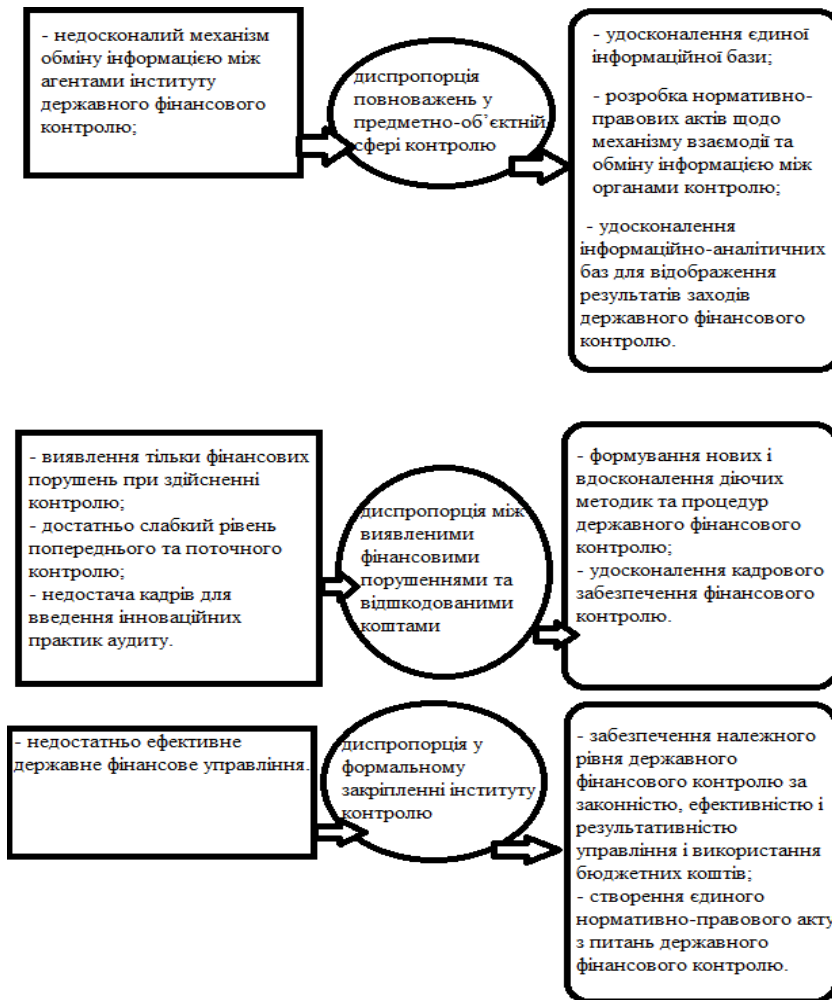 - недосконалий механізм
обміну інформацією між
агентами інституту
державного фінансового
контролю;
диспропорція
повноважень у
предметно-об’єктній
сфері контролю
- удосконалення єдиної
інформаційної бази;
- розробка нормативно-
правових актів щодо
механізму взаємодії та
обміну інформацією між
органами контролю;
- удосконалення
інформаційно-аналітичних
баз для відображення
результатів заходів
державного фінансового
контролю.
- виявлення тільки фінансових
порушень при здійсненні
контролю;
- достатньо слабкий рівень
попереднього та поточного
контролю;
- недостача кадрів для
введення інноваційних
практик аудиту.
диспропорція між
виявленими
фінансовими
порушеннями та
відшкодованими
коштами
- формування нових і
вдосконалення діючих
методик та процедур
державного фінансового
контролю;
- удосконалення кадрового
забезпечення фінансового
контролю.
- недостатньо ефективне
державне фінансове управління.
диспропорція у
формальному
закріпленні інституту
контролю
- забезпечення належного
рівня державного
фінансового контролю за
законністю, ефективністю і
результативністю
управління і використання
бюджетних коштів;
- створення єдиного
нормативно-правового акту
з питань державного
фінансового контролю.